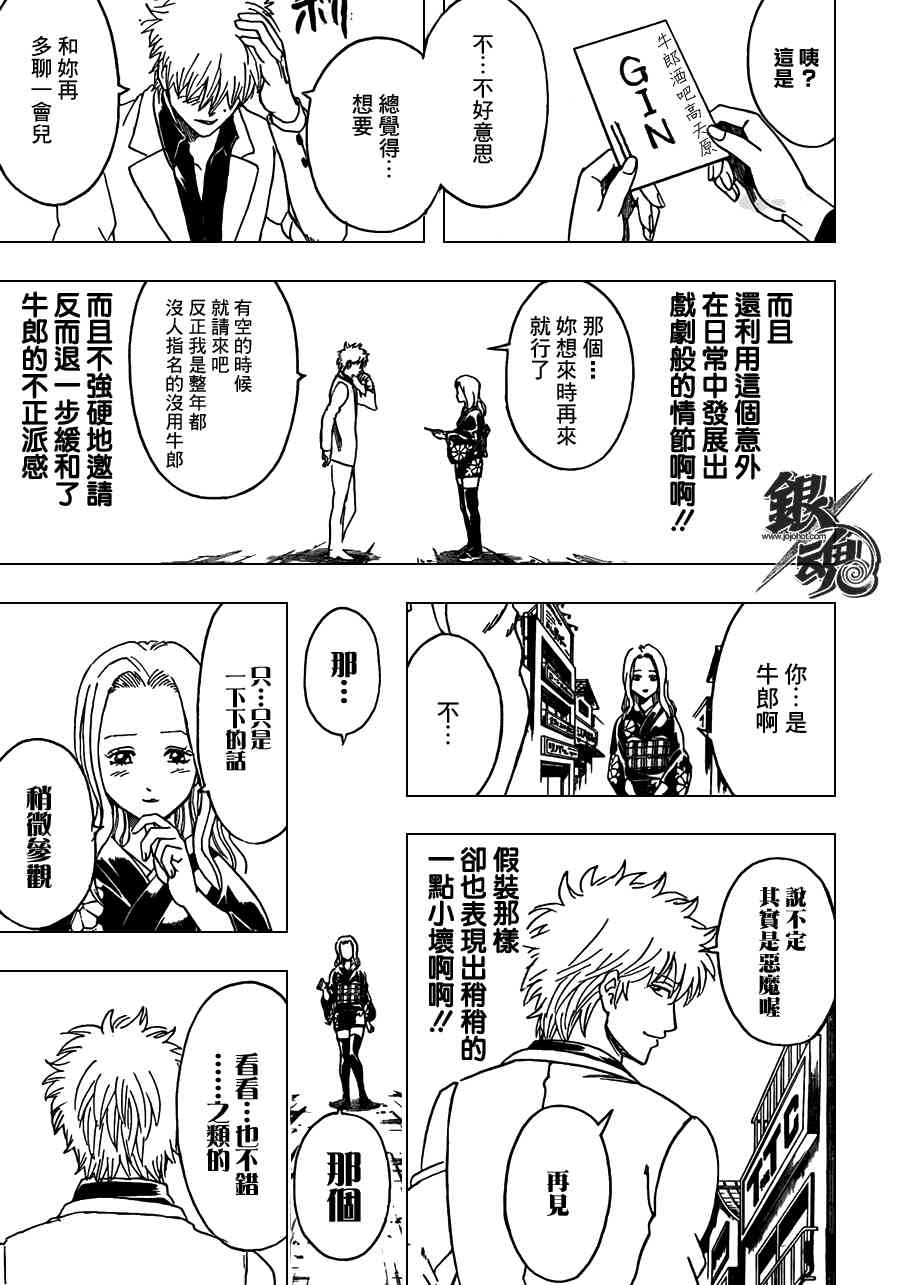 咦？
這是
牛郎酒吧高天原
GIN
不…不好意思
總覺得…
想要
和妳再
多聊一會兒
而且
還利用這個意外
在日常中發展出
戲劇般的情節啊啊!!
那個…
妳想來時再來
就行了
有空的時候
就請來吧
反正我是整年都
沒人指名的沒用牛郎
而且不強硬地邀請
反而退一步緩和了
牛郎的不正派感
銀魂
www.jojohot.com
你…是
牛郎啊
不…
那…
只…只是
一下下的話
稍微參觀
說不定
其實是惡魔喔
假裝那樣
卻也表現出稍稍的
一點小壞啊啊!!
再見
那個
看看…也不錯
……之類的